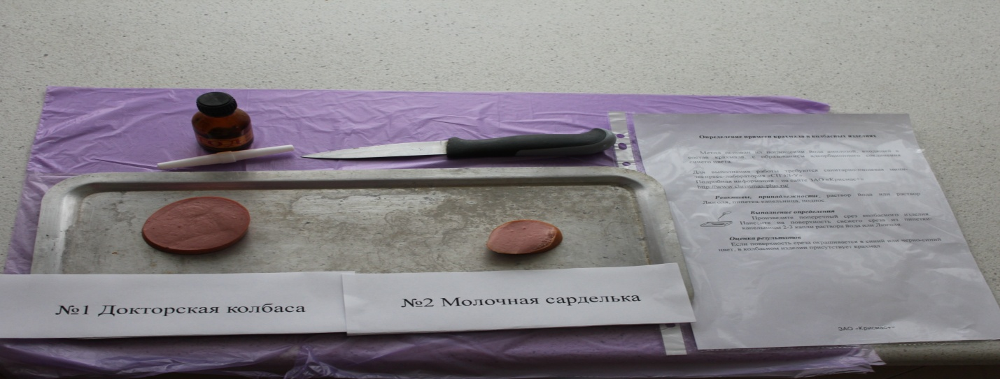 №1 Докторская колбаса
№2 Молочная сарделька
Определение примеси крахмала в колбасных изделиях
Метод основан на поглощении йода амилозой, входящей в
состав крахмала, с образованием адсорбционного соединения
синего цвета.
Для выполнения работы требуются санитарно-пищевая мини-
экспресс-лаборатория «СПЭЛ-У».
Подробная информация – на сайте ЗАО «Крисмас+»
http://www.christmas-plus.ru/
Реактивы, принадлежности, раствор йода или раствор
Люголя, пипетка-капельница, поднос
Выполнение определения
Произведите поперечный срез колбасного изделия.
Нанесите на поверхность свежего среза из пипетки-
капельницы 2-3 капли раствора йода или Люголя.
Оценка результатов
Если поверхность среза окрашивается в синий или черно-синий
цвет, в колбасном изделии присутствует крахмал.
ЗАО «Крисмас+»